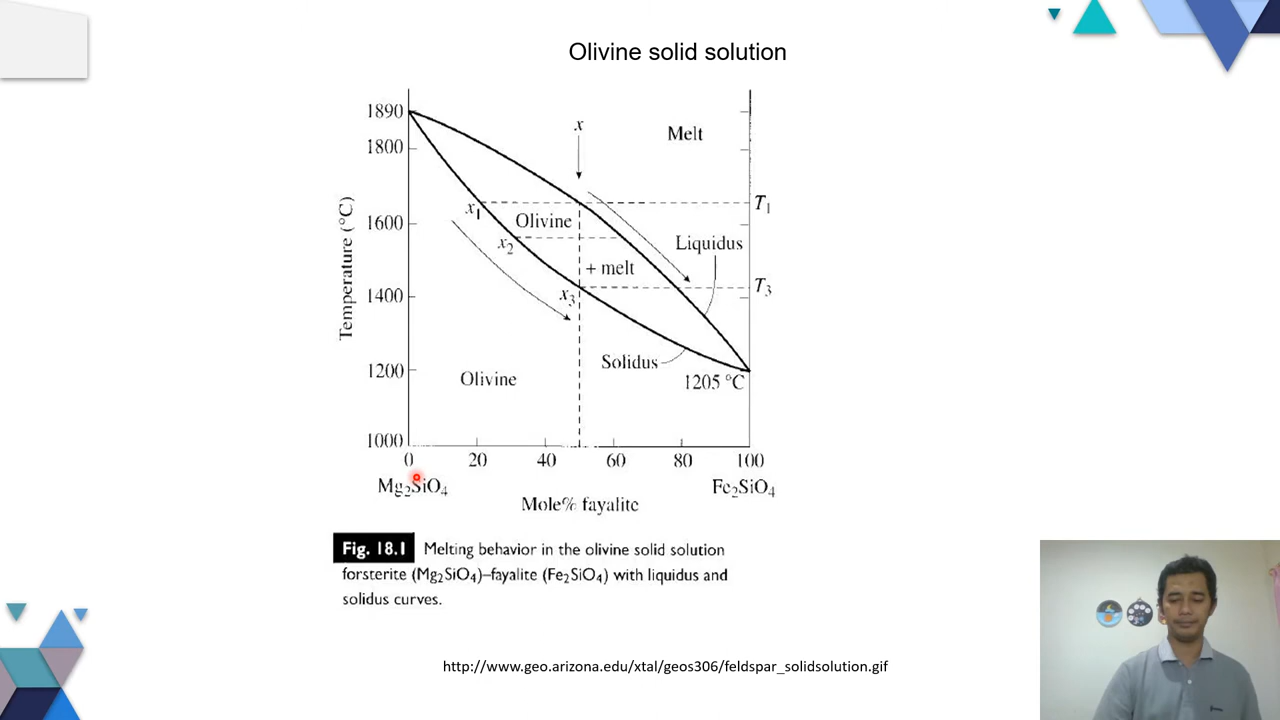 Olivine solid solution
1890
1800
1600
1400
1200
1000
Temperature (°C)
x
Melt
x₁
T₁
Olivine
x₂
Liquidus
+ melt
x₃
T₃
Solidus
Olivine
1205 °C
0 20 40 60 80 100
Mg₂SiO₄ Fe₂SiO₄
Mole% fayalite
Fig. 18.1 Melting behavior in the olivine solid solution
forsterite (Mg₂SiO₄)–fayalite (Fe₂SiO₄) with liquidus and
solidus curves.
http://www.geo.arizona.edu/xtal/geos306/feldspar_solidsolution.gif